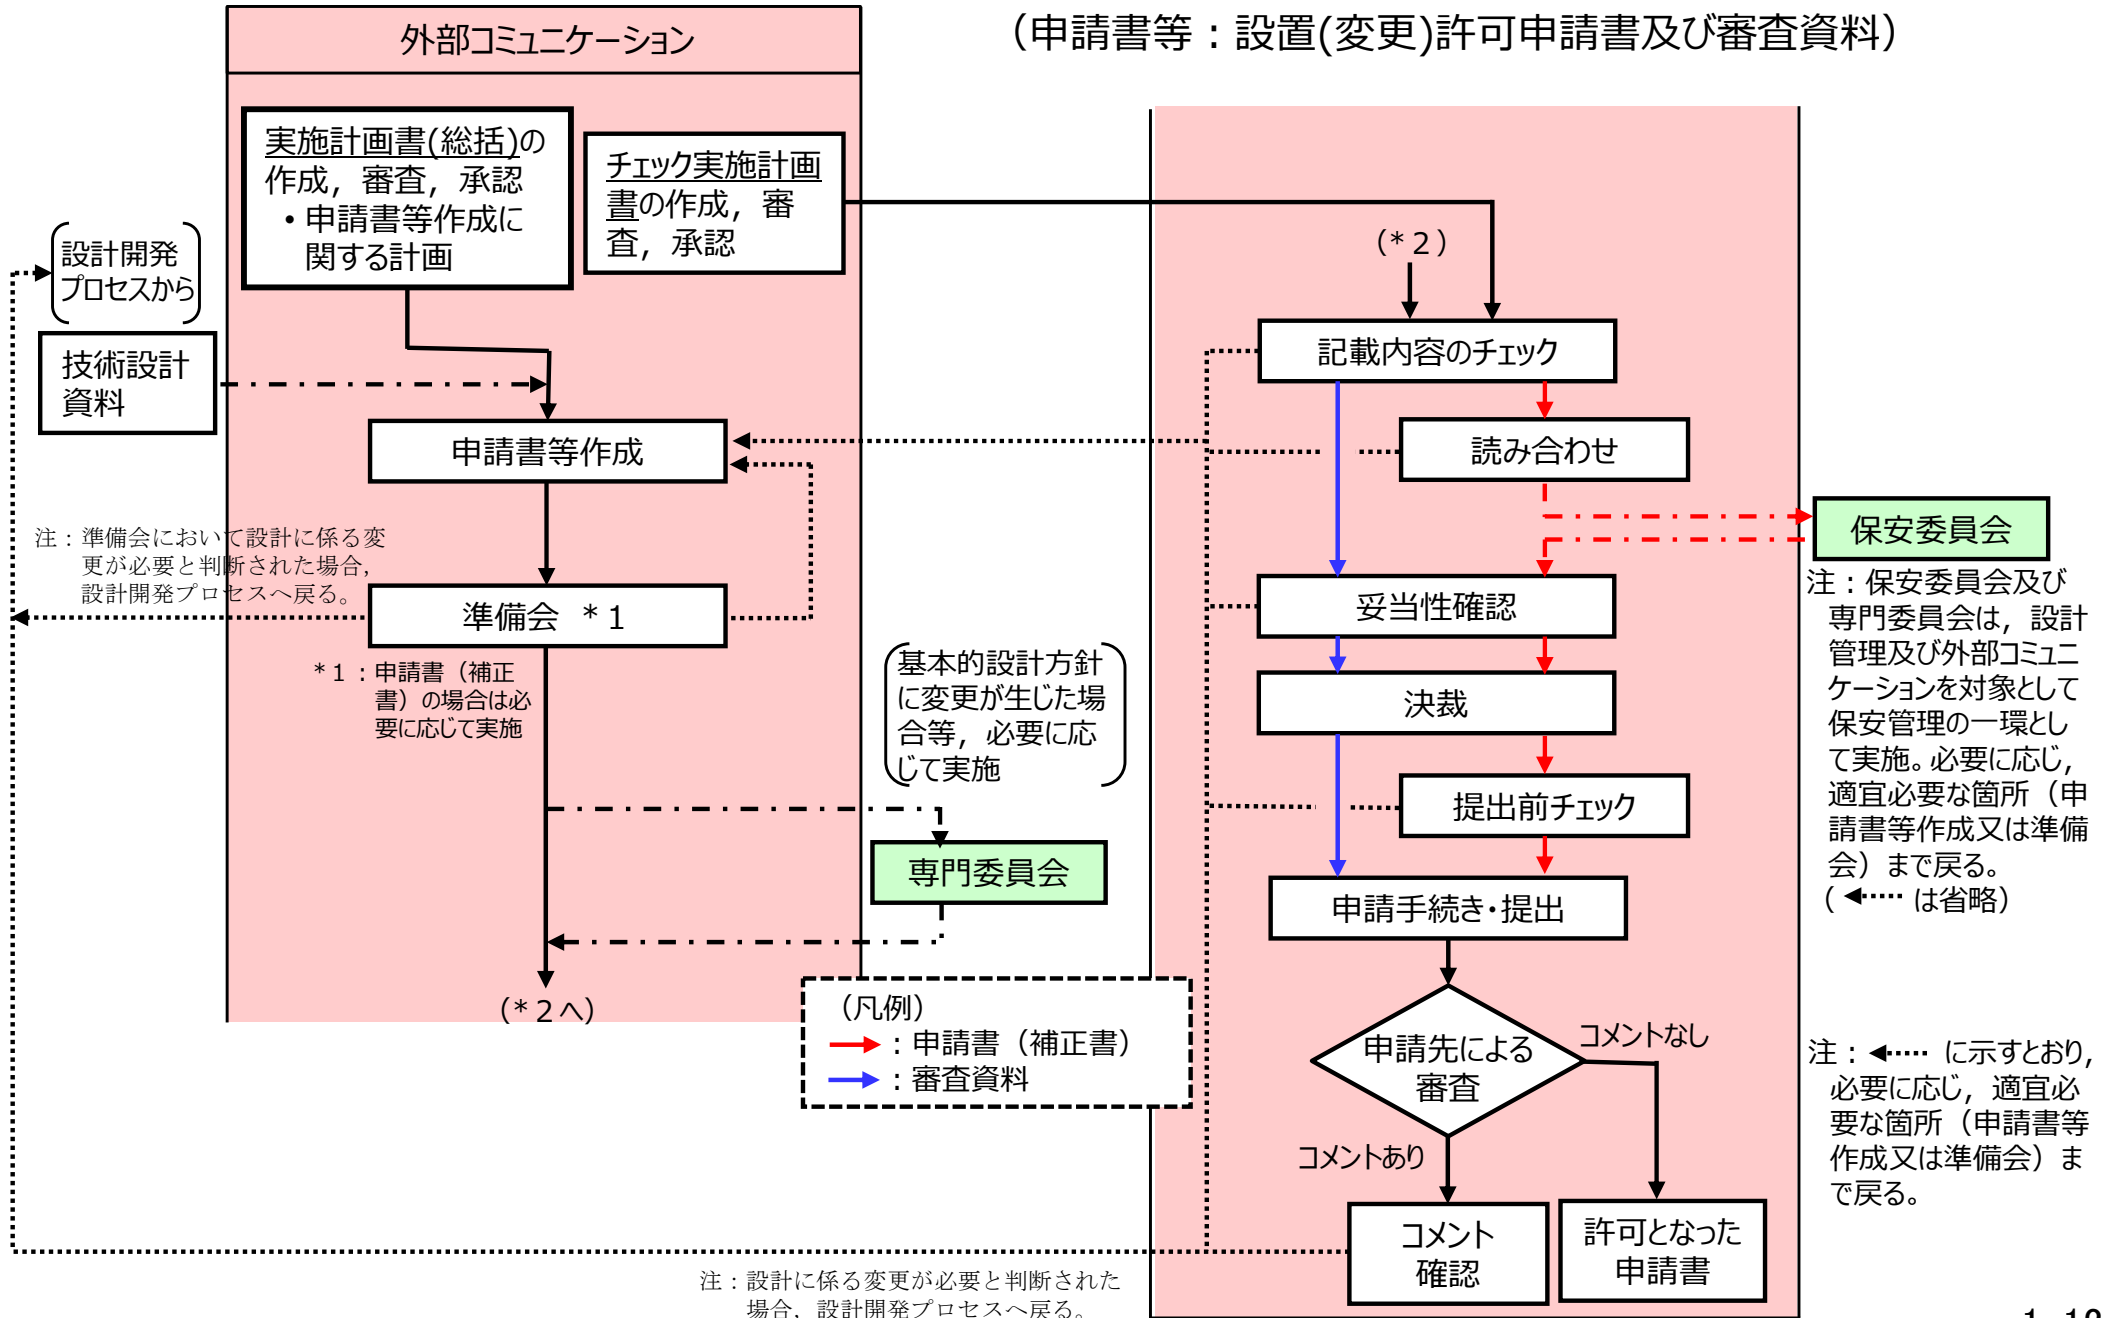 外部コミュニケーション
（申請書等：設置(変更)許可申請書及び審査資料）
実施計画書(総括)の
作成，審査，承認
・申請書等作成に
関する計画
チェック実施計画
書の作成，審
査，承認
設計開発
プロセスから
技術設計
資料
申請書等作成
注：準備会において設計に係る変
更が必要と判断された場合，
設計開発プロセスへ戻る。
準備会 ＊1
＊1：申請書（補正
書）の場合は必
要に応じて実施
基本的設計方針
に変更が生じた場
合等，必要に応
じて実施
専門委員会
（＊2へ）
（凡例）
：申請書（補正書）
：審査資料
（＊2）
記載内容のチェック
読み合わせ
保安委員会
妥当性確認
決裁
提出前チェック
申請手続き・提出
申請先による
審査
コメントなし
コメントあり
コメント
確認
許可となった
申請書
注：保安委員会及び
専門委員会は，設計
管理及び外部コミュニ
ケーションを対象として
保安管理の一環とし
て実施。必要に応じ，
適宜必要な箇所（申
請書等作成又は準備
会）まで戻る。
（ は省略）
注： に示すとおり，
必要に応じ，適宜必
要な箇所（申請書等
作成又は準備会）ま
で戻る。
注：設計に係る変更が必要と判断された
場合，設計開発プロセスへ戻る。